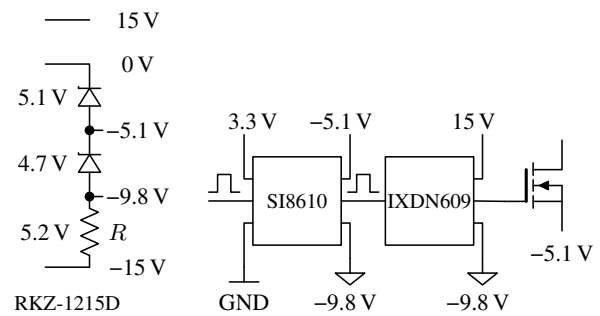 15 V
0 V
5.1 V
−5.1 V
4.7 V
−9.8 V
5.2 V
R
−15 V
RKZ-1215D
3.3 V
−5.1 V
15 V
SI8610
IXDN609
−5.1 V
GND
−9.8 V
−9.8 V